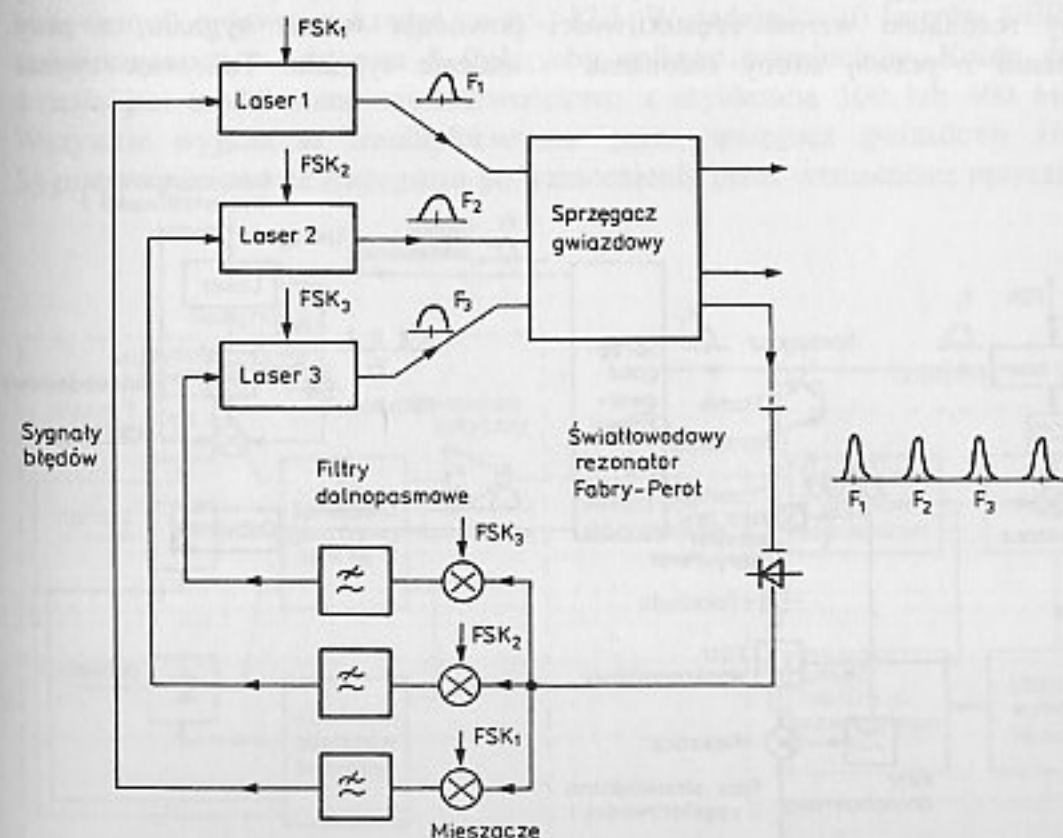 FSK₁
Laser 1
F₁
FSK₂
Laser 2
F₂
FSK₃
Laser 3
F₃
Sprzęgacz
gwiazdowy
Sygnały
błędów
Filtry
dolnopasmowe
Światłowodowy
rezonator
Fabry-Perot
F₁ F₂ F₃
FSK₃
FSK₂
FSK₁
Mieszacze